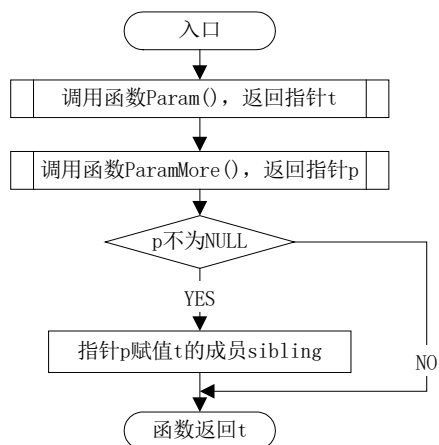 入口
调用函数Param(), 返回指针t
调用函数ParamMore(), 返回指针p
p不为NULL
YES
指针p赋值t的成员sibling
NO
函数返回t